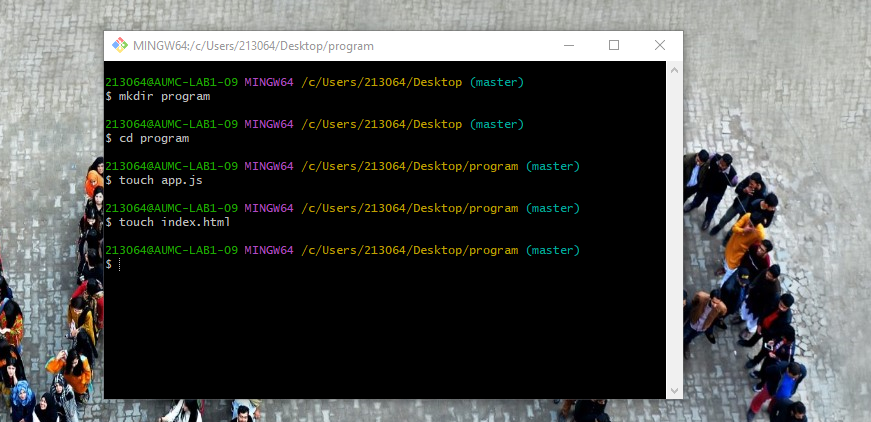 MINGW64:/c/Users/213064/Desktop/program
213064@AUMC-LAB1-09 MINGW64 /c/Users/213064/Desktop (master)
$ mkdir program
213064@AUMC-LAB1-09 MINGW64 /c/Users/213064/Desktop (master)
$ cd program
213064@AUMC-LAB1-09 MINGW64 /c/Users/213064/Desktop/program (master)
$ touch app.js
213064@AUMC-LAB1-09 MINGW64 /c/Users/213064/Desktop/program (master)
$ touch index.html
213064@AUMC-LAB1-09 MINGW64 /c/Users/213064/Desktop/program (master)
$